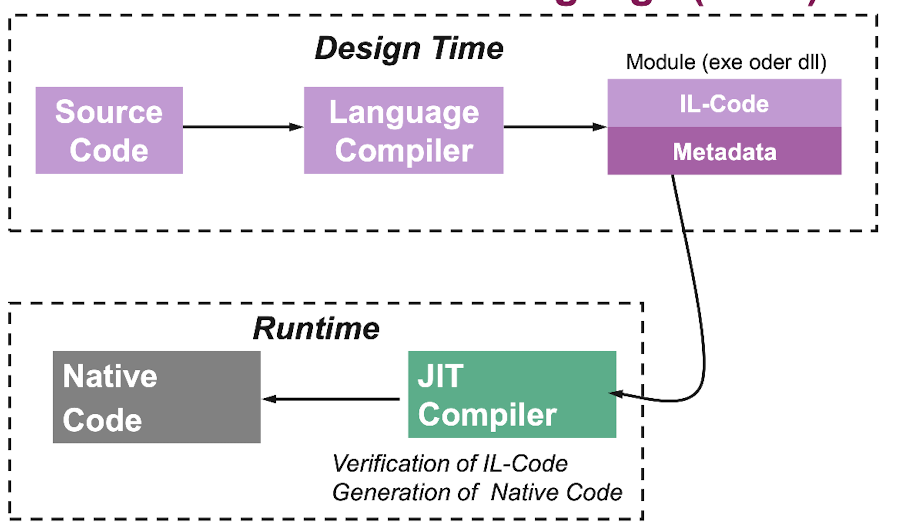 Design Time
Module (exe oder dll)
Source
Code
Language
Compiler
IL-Code
Metadata
Runtime
Native
Code
JIT
Compiler
Verification of IL-Code
Generation of Native Code